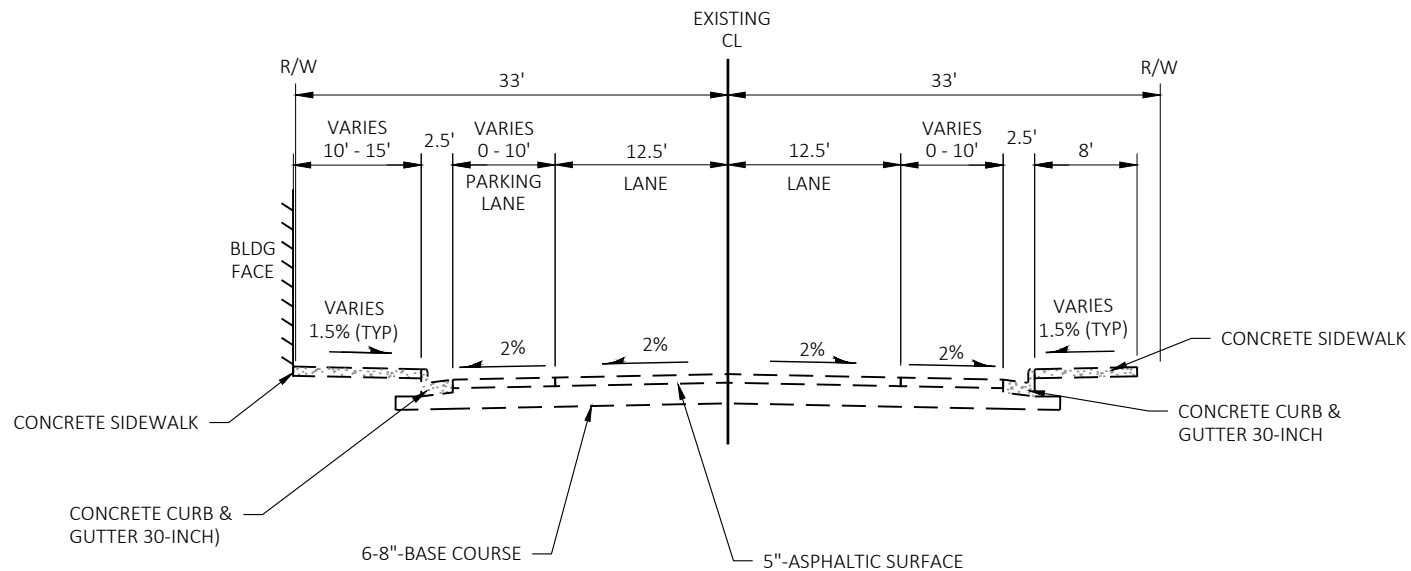 EXISTING
CL
R/W
R/W
33'
33'
VARIES
10' - 15'
2.5'
VARIES
0 - 10'
12.5'
12.5'
VARIES
0 - 10'
2.5'
8'
PARKING
LANE
LANE
LANE
BLDG
FACE
VARIES
1.5% (TYP)
VARIES
1.5% (TYP)
2%
2%
2%
2%
CONCRETE SIDEWALK
CONCRETE SIDEWALK
CONCRETE CURB &
GUTTER 30-INCH
CONCRETE CURB &
GUTTER 30-INCH)
6-8"-BASE COURSE
5"-ASPHALTIC SURFACE